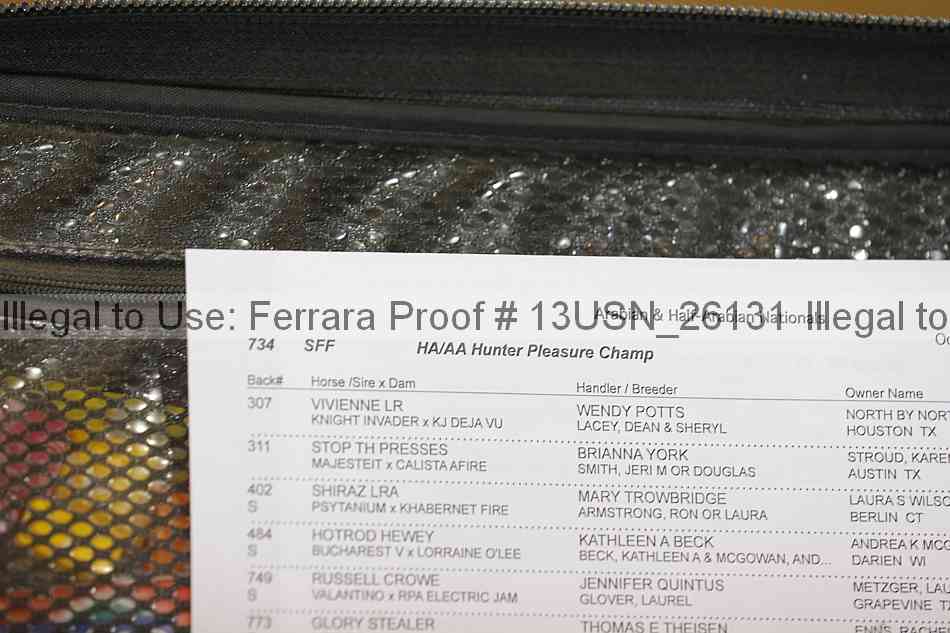 Illegal to Use: Ferrara Proof # 13USN_26131 Illegal to
Arabian & Half-Arabian Nationals
734 SFF HA/AA Hunter Pleasure Champ
Back# Horse /Sire x Dam Handler / Breeder Owner Name
307 VIVIENNE LR WENDY POTTS NORTH BY NOR
KNIGHT INVADER x KJ DEJA VU LACEY, DEAN & SHERYL HOUSTON TX
311 STOP TH PRESSES BRIANNA YORK STROUD, KAREN
MAJESTEIT x CALISTA AFIRE SMITH, JERI M OR DOUGLAS AUSTIN TX
402 SHIRAZ LRA MARY TROWBRIDGE LAURA S WILSO
S PSYTANIUM x KHABERNET FIRE ARMSTRONG, RON OR LAURA BERLIN CT
484 HOTROD HEWEY KATHLEEN A BECK ANDREA K MCG
S BUCHAREST V x LORRAINE O'LEE BECK, KATHLEEN A & MCGOWAN, AND... DARIEN WI
749 RUSSELL CROWE JENNIFER QUINTUS METZGER, LAU
S VALANTINO x RPA ELECTRIC JAM GLOVER, LAUREL GRAPEVINE TX
773 GLORY STEALER THOMAS E THEISEN